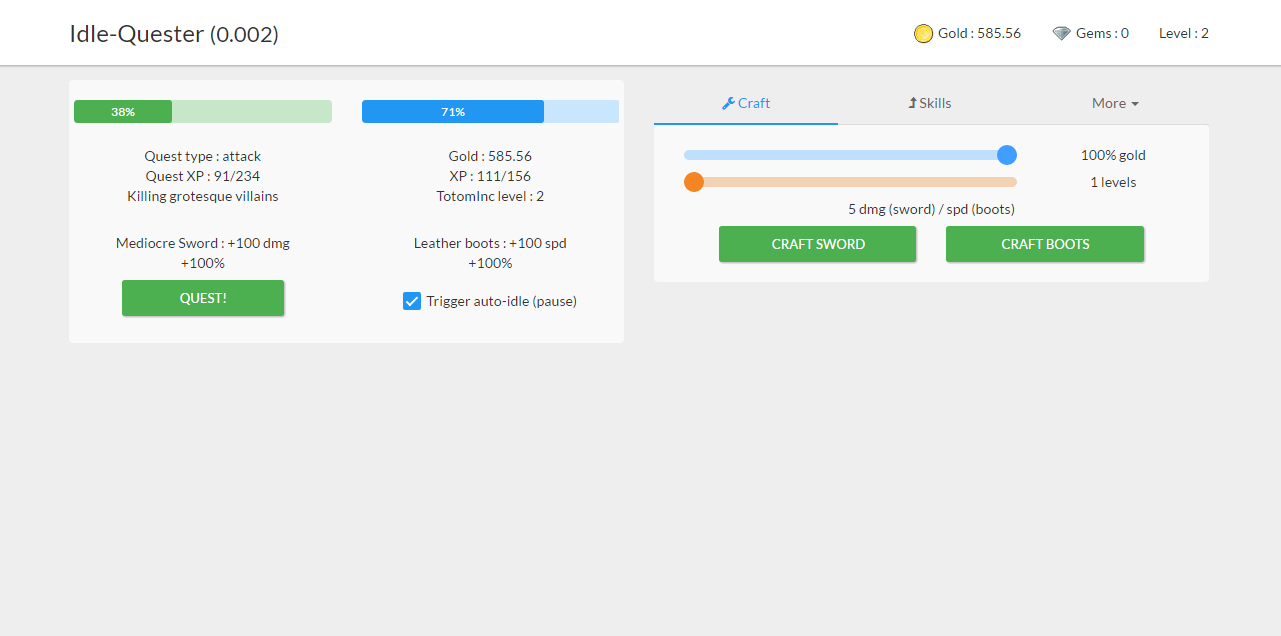 Idle-Quester (0.002)
Gold : 585.56
Gems : 0
Level : 2
38%
71%
Quest type : attack
Quest XP : 91/234
Killing grotesque villains
Gold : 585.56
XP : 111/156
TotomInc level : 2
Mediocre Sword : +100 dmg
+100%
Leather boots : +100 spd
+100%
QUEST!
Trigger auto-idle (pause)
Craft
Skills
More
100% gold
1 levels
5 dmg (sword) / spd (boots)
CRAFT SWORD
CRAFT BOOTS